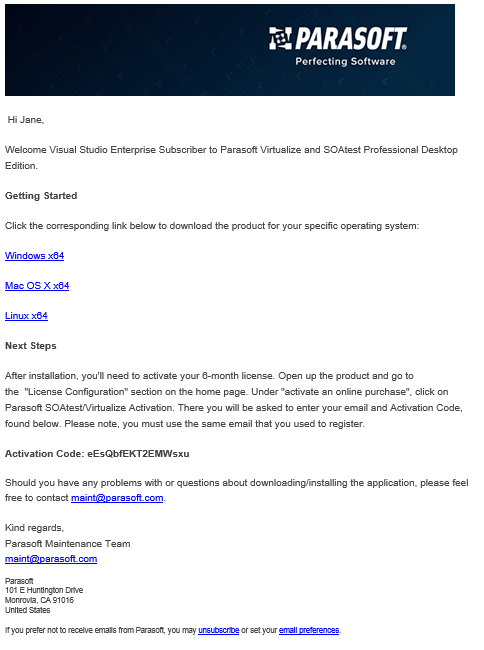 PARASOFT.
Perfecting Software
Hi Jane,
Welcome Visual Studio Enterprise Subscriber to Parasoft Virtualize and SOAtest Professional Desktop
Edition.
Getting Started
Click the corresponding link below to download the product for your specific operating system:
Windows x64
Mac OS X x64
Linux x64
Next Steps
After installation, you'll need to activate your 6-month license. Open up the product and go to
the "License Configuration" section on the home page. Under "activate an online purchase", click on
Parasoft SOAtest/Virtualize Activation. There you will be asked to enter your email and Activation Code,
found below. Please note, you must use the same email that you used to register.
Activation Code: eEsQbfEKT2EMWsxu
Should you have any problems with or questions about downloading/installing the application, please feel
free to contact maint@parasoft.com.
Kind regards,
Parasoft Maintenance Team
maint@parasoft.com
Parasoft
101 E Huntington Drive
Monrovia, CA 91016
United States
If you prefer not to receive emails from Parasoft, you may unsubscribe or set your email preferences.